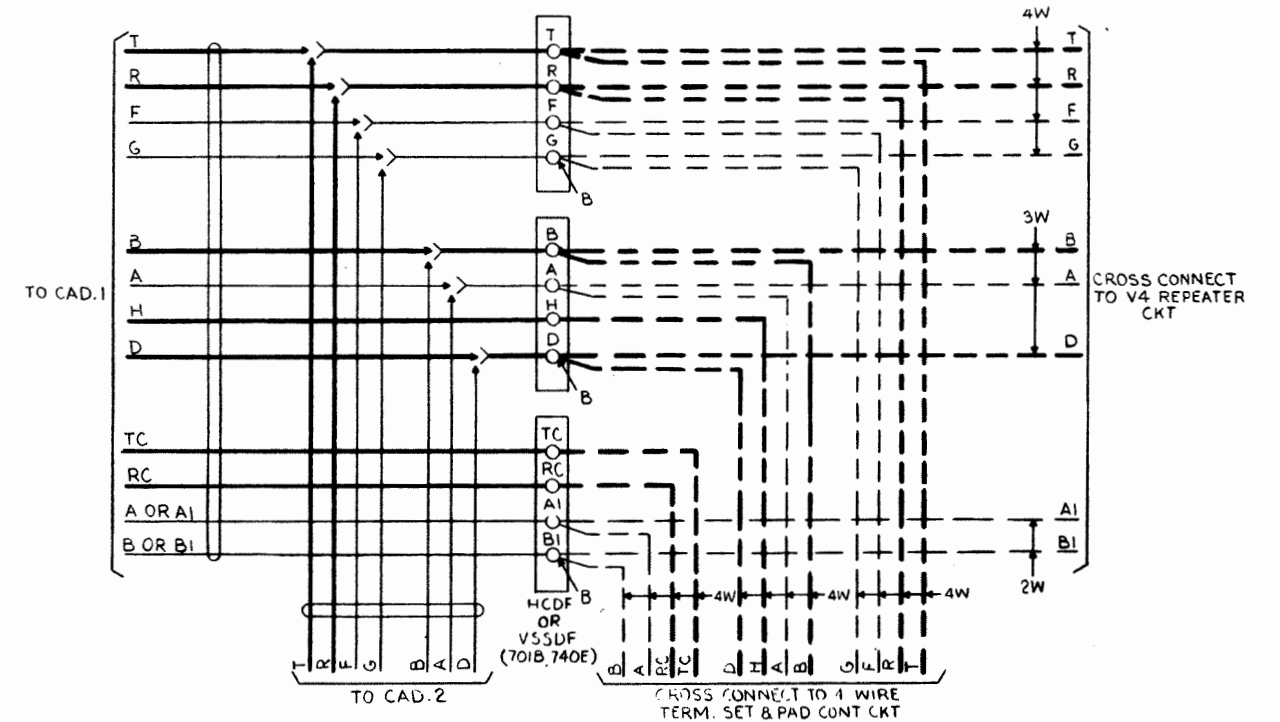 4W
T T T
R R R
F F F
G G G
B
3W
B B B
A A A
TO CAD.1
CROSS CONNECT
TO V4 REPEATER
CKT
H H
D D D
B
TC TC
RC RC
A OR A1 A1 A1
B OR B1 B1 B1
2W
B 4W 4W 4W
HCDF
OR
VSSDF
(701B, 740E)
T R F G B A D B A RC TC D H A B G F R T
TO CAD.2
CROSS CONNECT TO 4 WIRE
TERM. SET & PAD CONT CKT